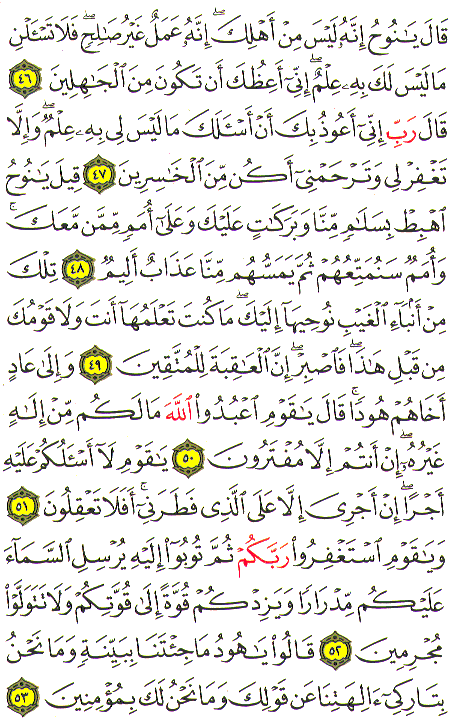 قَالَ يَٰنُوحُ إِنَّهُۥ لَيْسَ مِنْ أَهْلِكَ ۖ إِنَّهُۥ عَمَلٌ غَيْرُ صَٰلِحٍ ۖ فَلَا تَسْـَٔلْنِ
مَا لَيْسَ لَكَ بِهِۦ عِلْمٌ ۖ إِنِّىٓ أَعِظُكَ أَن تَكُونَ مِنَ ٱلْجَٰهِلِينَ ٤٦
قَالَ رَبِّ إِنِّىٓ أَعُوذُ بِكَ أَنْ أَسْـَٔلَكَ مَا لَيْسَ لِى بِهِۦ عِلْمٌ ۖ وَإِلَّا
تَغْفِرْ لِى وَتَرْحَمْنِىٓ أَكُن مِّنَ ٱلْخَٰسِرِينَ ٤٧ قِيلَ يَٰنُوحُ
ٱهْبِطْ بِسَلَٰمٍ مِّنَّا وَبَرَكَٰتٍ عَلَيْكَ وَعَلَىٰٓ أُمَمٍ مِّمَّن مَّعَكَ ۚ
وَأُمَمٌ سَنُمَتِّعُهُمْ ثُمَّ يَمَسُّهُم مِّنَّا عَذَابٌ أَلِيمٌ ٤٨ تِلْكَ
مِنْ أَنۢبَآءِ ٱلْغَيْبِ نُوحِيهَآ إِلَيْكَ ۖ مَا كُنتَ تَعْلَمُهَآ أَنتَ وَلَا قَوْمُكَ
مِن قَبْلِ هَٰذَا ۖ فَٱصْبِرْ ۖ إِنَّ ٱلْعَٰقِبَةَ لِلْمُتَّقِينَ ٤٩ وَإِلَىٰ عَادٍ
أَخَاهُمْ هُودًا ۚ قَالَ يَٰقَوْمِ ٱعْبُدُوا۟ ٱللَّهَ مَا لَكُم مِّنْ إِلَٰهٍ
غَيْرُهُۥٓ ۖ إِنْ أَنتُمْ إِلَّا مُفْتَرُونَ ٥٠ يَٰقَوْمِ لَآ أَسْـَٔلُكُمْ عَلَيْهِ
أَجْرًا ۖ إِنْ أَجْرِىَ إِلَّا عَلَى ٱلَّذِى فَطَرَنِىٓ ۚ أَفَلَا تَعْقِلُونَ ٥١
وَيَٰقَوْمِ ٱسْتَغْفِرُوا۟ رَبَّكُمْ ثُمَّ تُوبُوٓا۟ إِلَيْهِ يُرْسِلِ ٱلسَّمَآءَ
عَلَيْكُم مِّدْرَارًا وَيَزِدْكُمْ قُوَّةً إِلَىٰ قُوَّتِكُمْ وَلَا تَتَوَلَّوْا۟
مُجْرِمِينَ ٥٢ قَالُوا۟ يَٰهُودُ مَا جِئْتَنَا بِبَيِّنَةٍ وَمَا نَحْنُ
بِتَارِكِىٓ ءَالِهَتِنَا عَن قَوْلِكَ وَمَا نَحْنُ لَكَ بِمُؤْمِنِينَ ٥٣